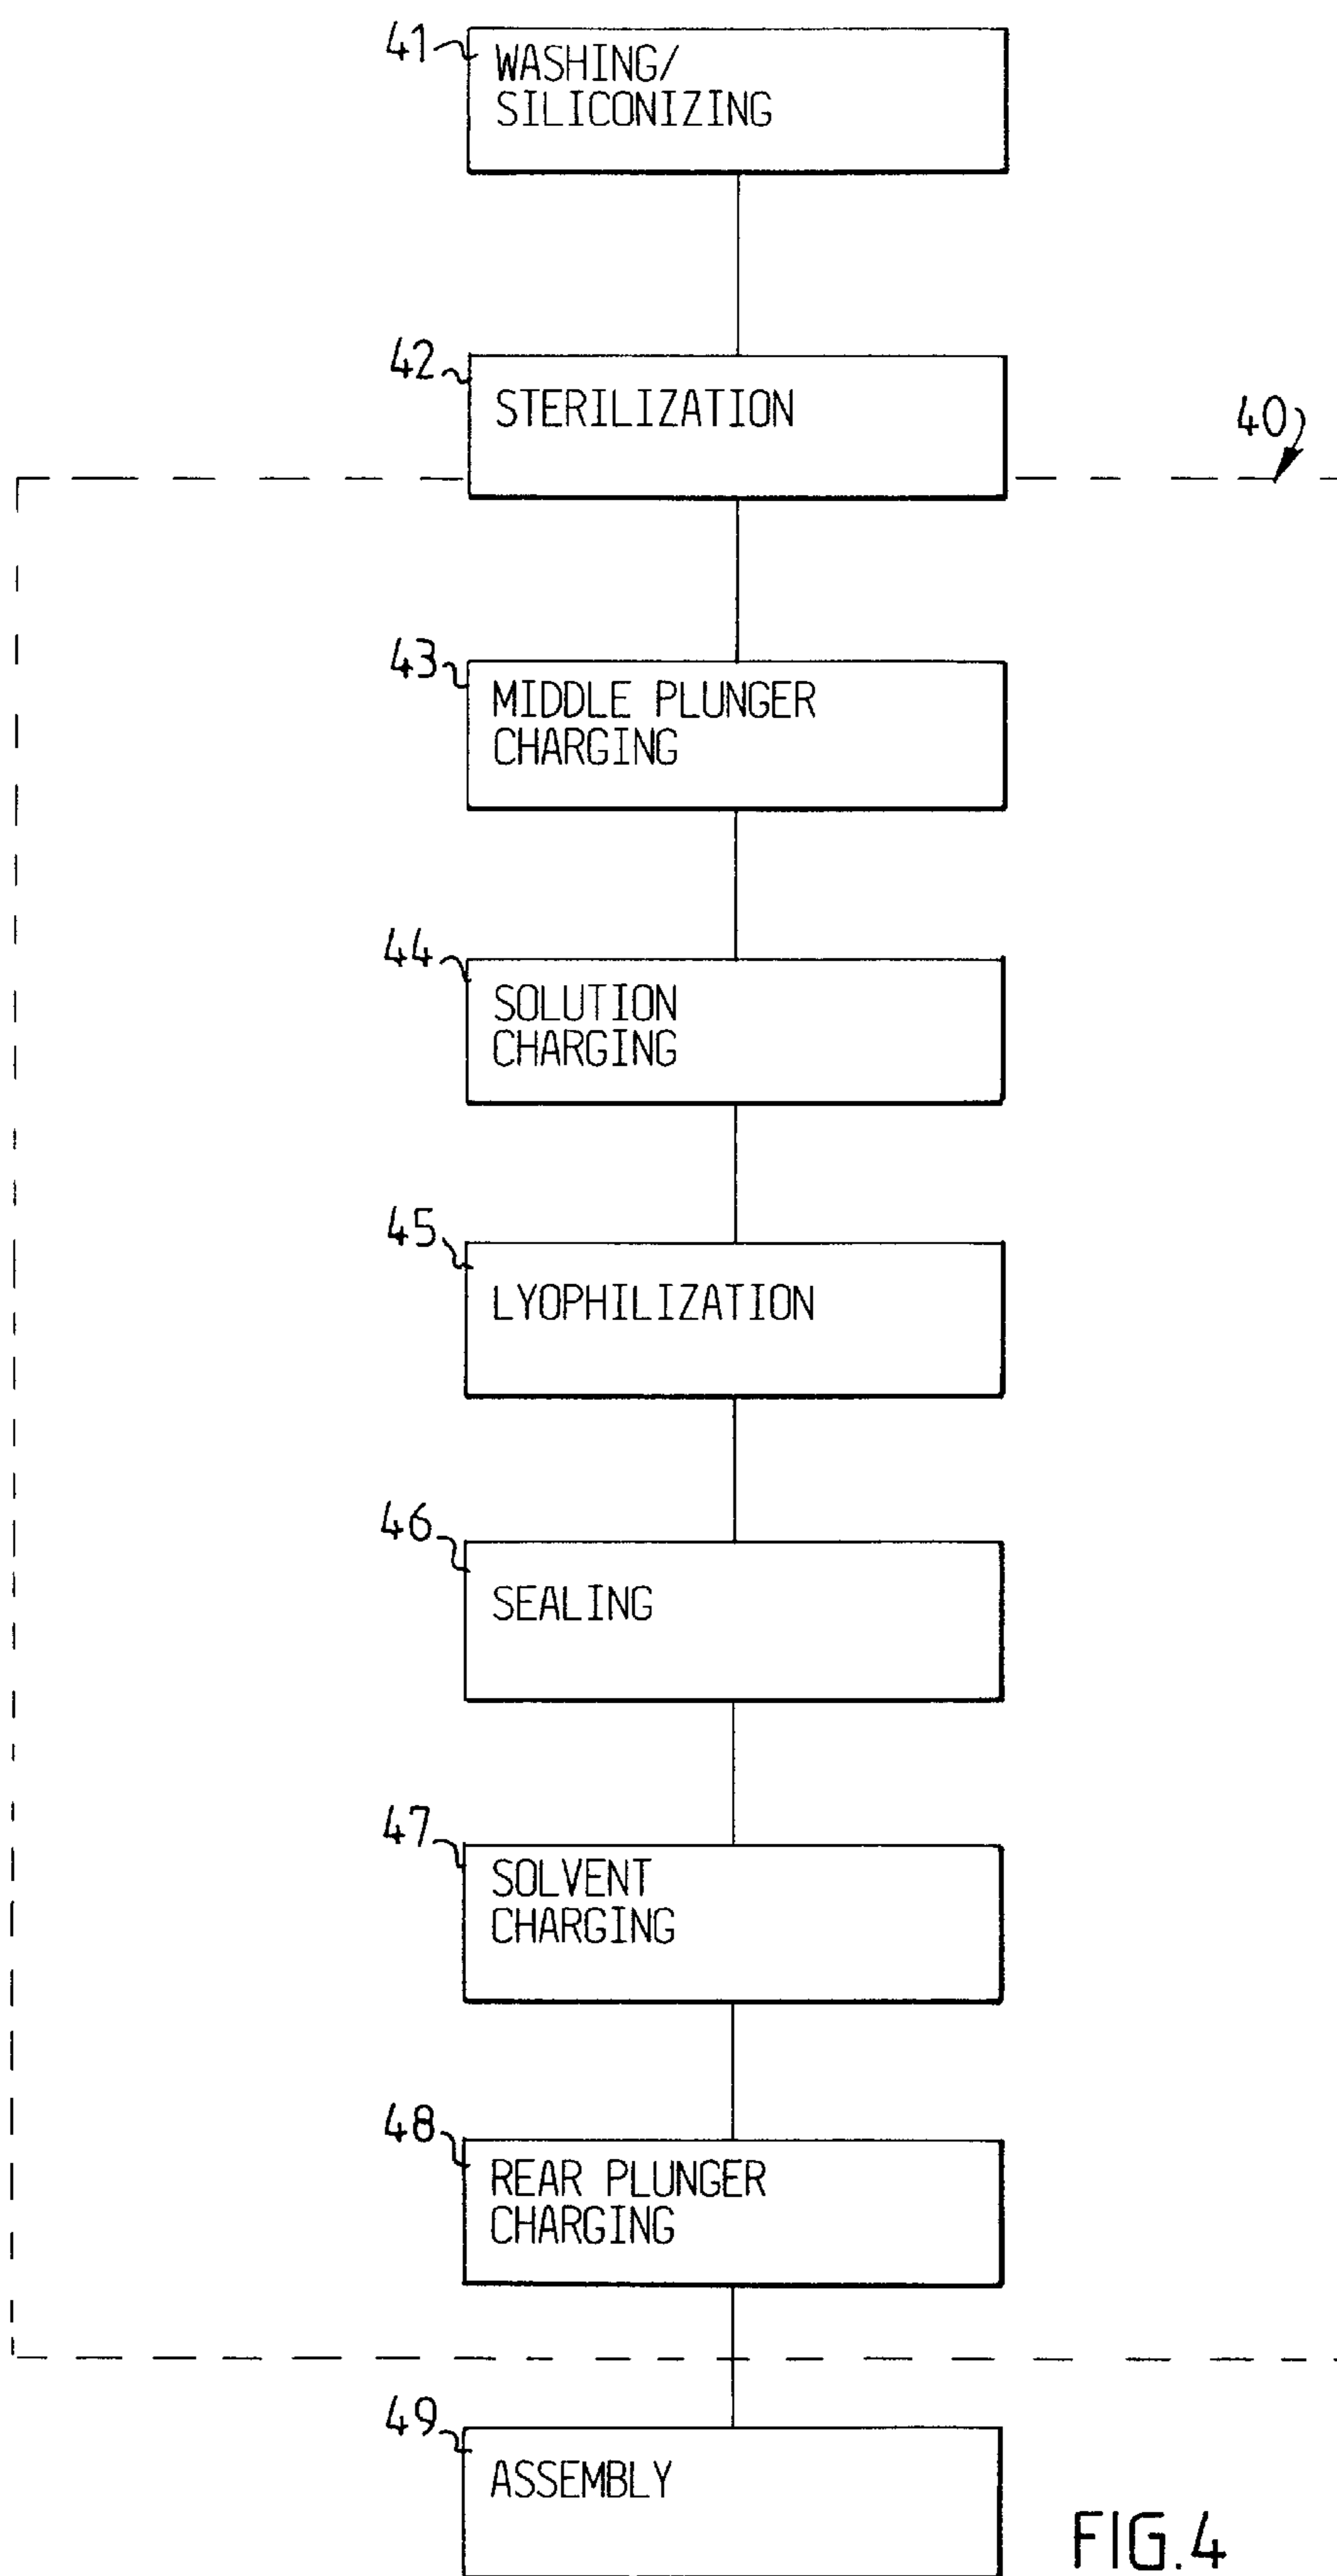 41
WASHING/
SILICONIZING
42
STERILIZATION
40
43
MIDDLE PLUNGER
CHARGING
44
SOLUTION
CHARGING
45
LYOPHILIZATION
46
SEALING
47
SOLVENT
CHARGING
48
REAR PLUNGER
CHARGING
49
ASSEMBLY
FIG.4